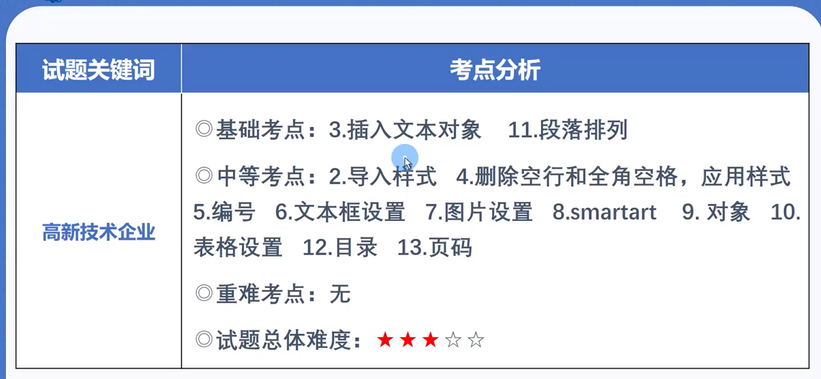 试题关键词
考点分析
高新技术企业
◎基础考点：3.插入文本对象 11.段落排列
◎中等考点：2.导入样式 4.删除空行和全角空格，应用样式
5.编号 6.文本框设置 7.图片设置 8.smartart 9. 对象 10.
表格设置 12.目录 13.页码
◎重难考点：无
◎试题总体难度：★★★☆☆